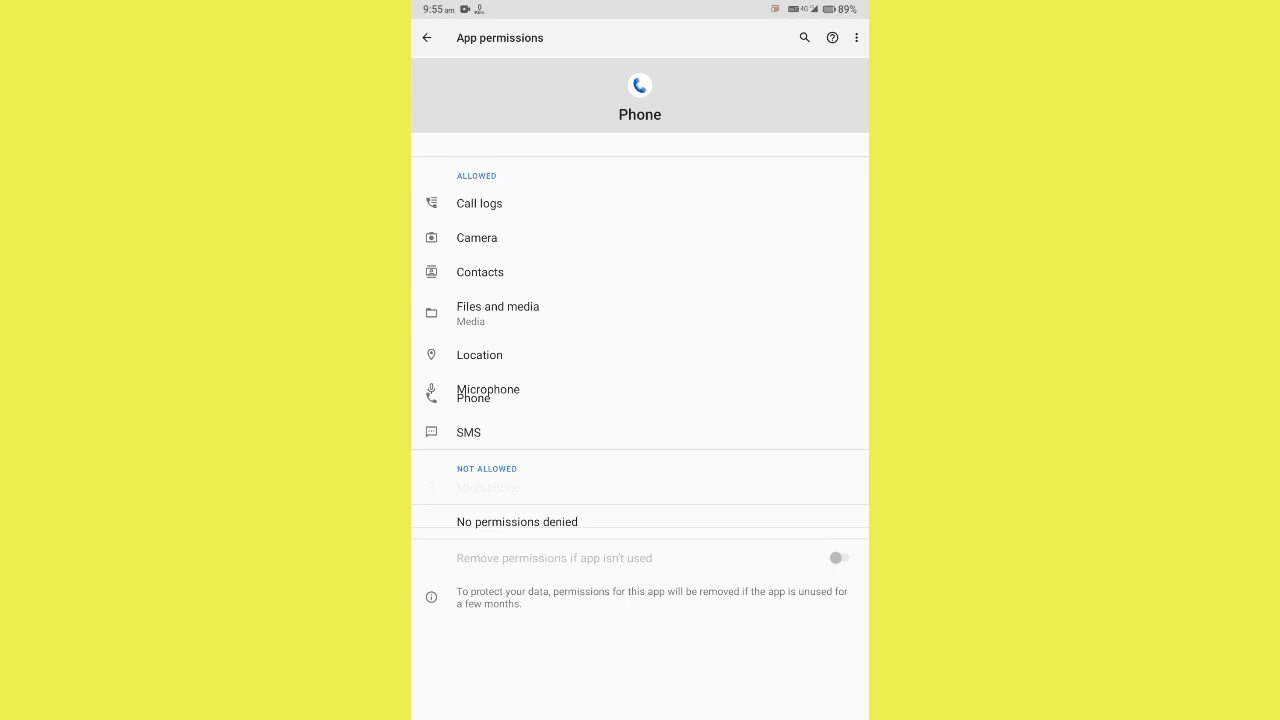 9:55 am
4G
89%
App permissions
Phone
ALLOWED
Call logs
Camera
Contacts
Files and media
Media
Location
Microphone
Phone
SMS
NOT ALLOWED
Microphone
No permissions denied
Remove permissions if app isn't used
To protect your data, permissions for this app will be removed if the app is unused for
a few months.